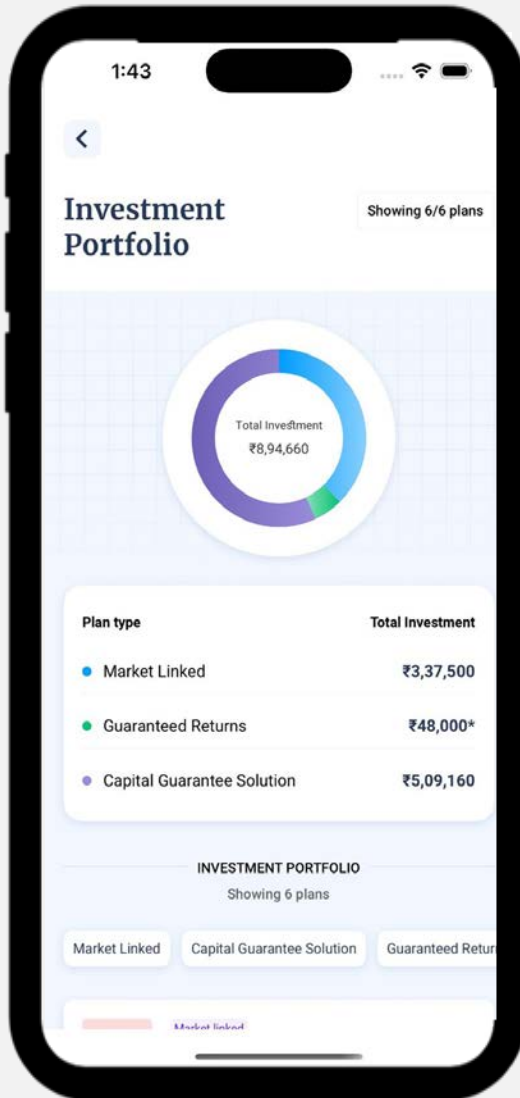 1:43
Investment
Portfolio
Showing 6/6 plans
Total Investment
₹8,94,660
Plan type Total Investment
Market Linked ₹3,37,500
Guaranteed Returns ₹48,000*
Capital Guarantee Solution ₹5,09,160
INVESTMENT PORTFOLIO
Showing 6 plans
Market Linked Capital Guarantee Solution Guaranteed Retur
Market linked